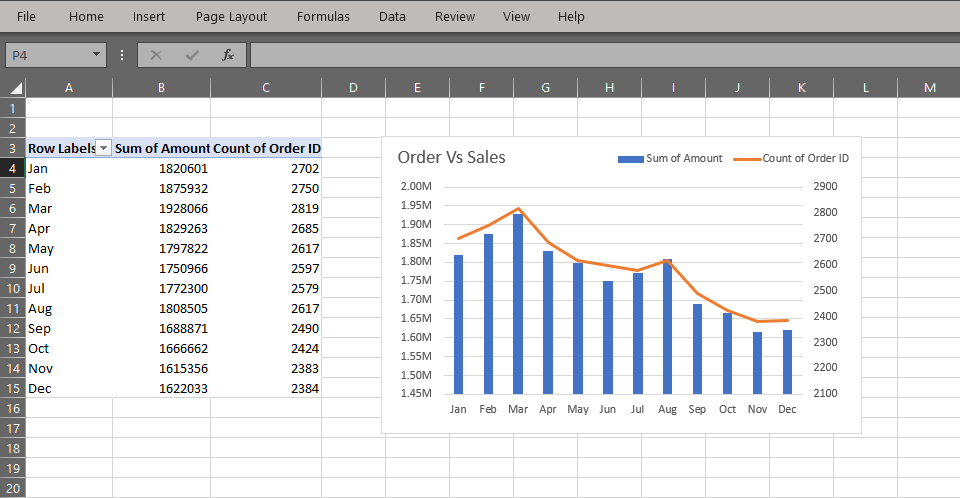 File Home Insert Page Layout Formulas Data Review View Help
P4 fx
A B C D E F G H I J K L M
1
2
3 Row Labels Sum of Amount Count of Order ID
4 Jan 1820601 2702
5 Feb 1875932 2750
6 Mar 1928066 2819
7 Apr 1829263 2685
8 May 1797822 2617
9 Jun 1750966 2597
10 Jul 1772300 2579
11 Aug 1808505 2617
12 Sep 1688871 2490
13 Oct 1666662 2424
14 Nov 1615356 2383
15 Dec 1622033 2384
16
17
18
19
20
Order Vs Sales Sum of Amount Count of Order ID
2.00M 2900
1.95M
1.90M 2800
1.85M 2700
1.80M 2600
1.75M
1.70M 2500
1.65M 2400
1.60M 2300
1.55M
1.50M 2200
1.45M 2100
Jan Feb Mar Apr May Jun Jul Aug Sep Oct Nov Dec